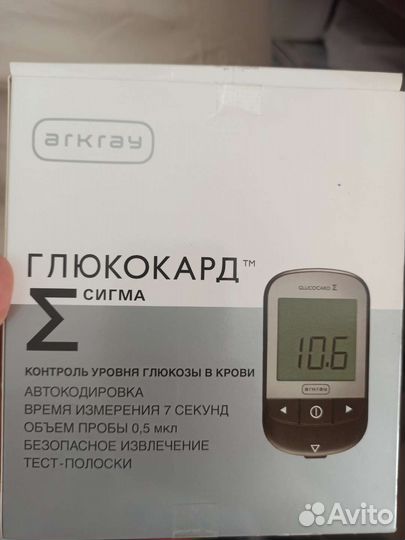 arkray
ГЛЮКОКАРД™
Σ СИГМА
КОНТРОЛЬ УРОВНЯ ГЛЮКОЗЫ В КРОВИ
АВТОКОДИРОВКА
ВРЕМЯ ИЗМЕРЕНИЯ 7 СЕКУНД
ОБЪЕМ ПРОБЫ 0,5 мкл
БЕЗОПАСНОЕ ИЗВЛЕЧЕНИЕ
ТЕСТ-ПОЛОСКИ
GLUCOCARD Σ
10.6
arkray
Avito